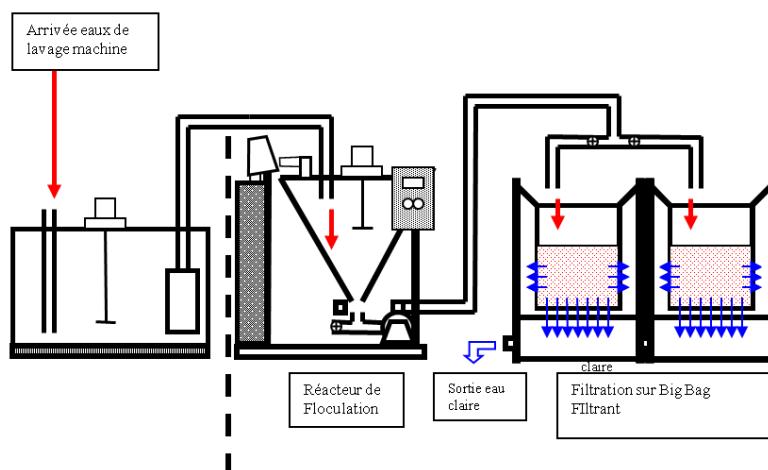 Arrivée eaux de
lavage machine
claire
Réacteur de
Floculation
Sortie eau
claire
Filtration sur Big Bag
FIltrant